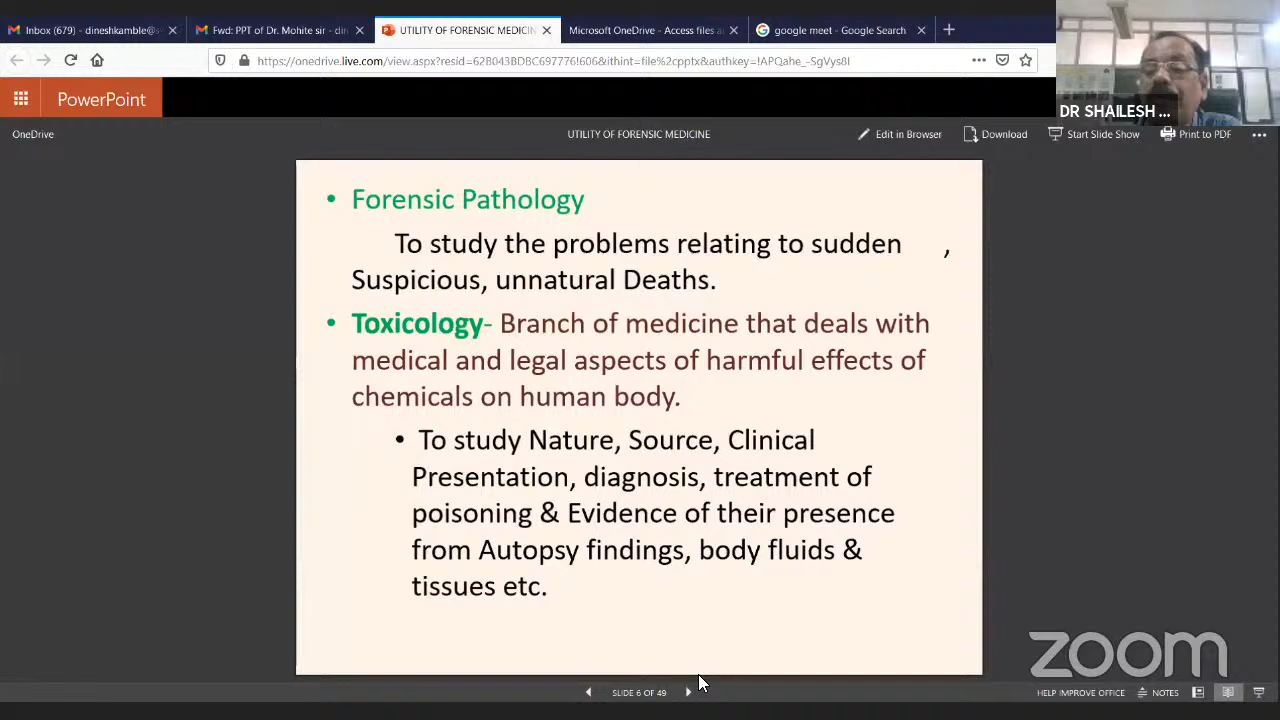 Inbox (679) - dineshkamble@s
Fwd: PPT of Dr. Mohite sir - din
UTILITY OF FORENSIC MEDICIN
Microsoft OneDrive - Access files a
google meet - Google Search
https://onedrive.live.com/view.aspx?resid=62B043BDBC6977F6!606&ithint=file%2cpptx&authkey=!APQahe_-SgVys8I
PowerPoint
DR SHAILESH ...
OneDrive
UTILITY OF FORENSIC MEDICINE
Edit in Browser
Download
Start Slide Show
Print to PDF
• Forensic Pathology
To study the problems relating to sudden ,
Suspicious, unnatural Deaths.
• Toxicology- Branch of medicine that deals with
medical and legal aspects of harmful effects of
chemicals on human body.
• To study Nature, Source, Clinical
Presentation, diagnosis, treatment of
poisoning & Evidence of their presence
from Autopsy findings, body fluids &
tissues etc.
zoom
SLIDE 6 OF 49
HELP IMPROVE OFFICE
NOTES